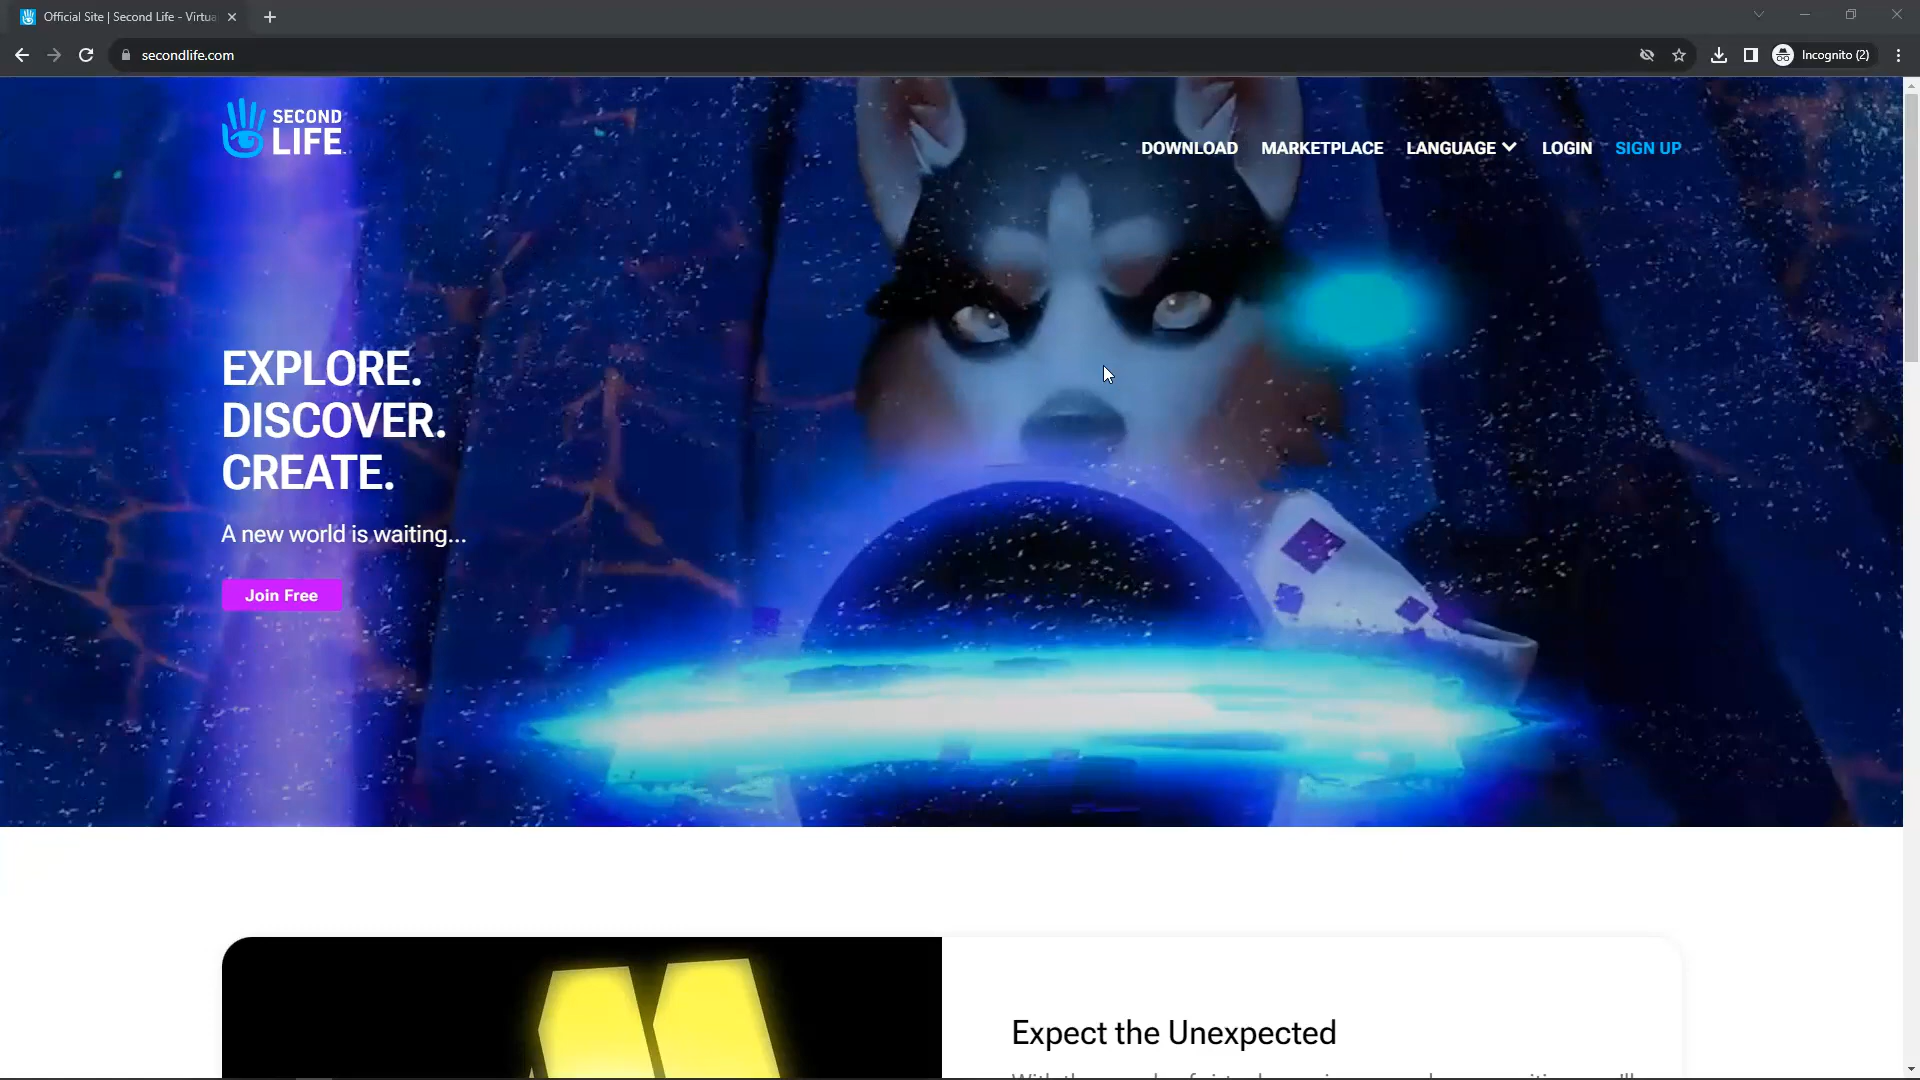 Official Site | Second Life - Virtua
secondlife.com
Incognito (2)
SECOND
LIFE
DOWNLOAD MARKETPLACE LANGUAGE LOGIN SIGN UP
EXPLORE.
DISCOVER.
CREATE.
A new world is waiting...
Join Free
Expect the Unexpected